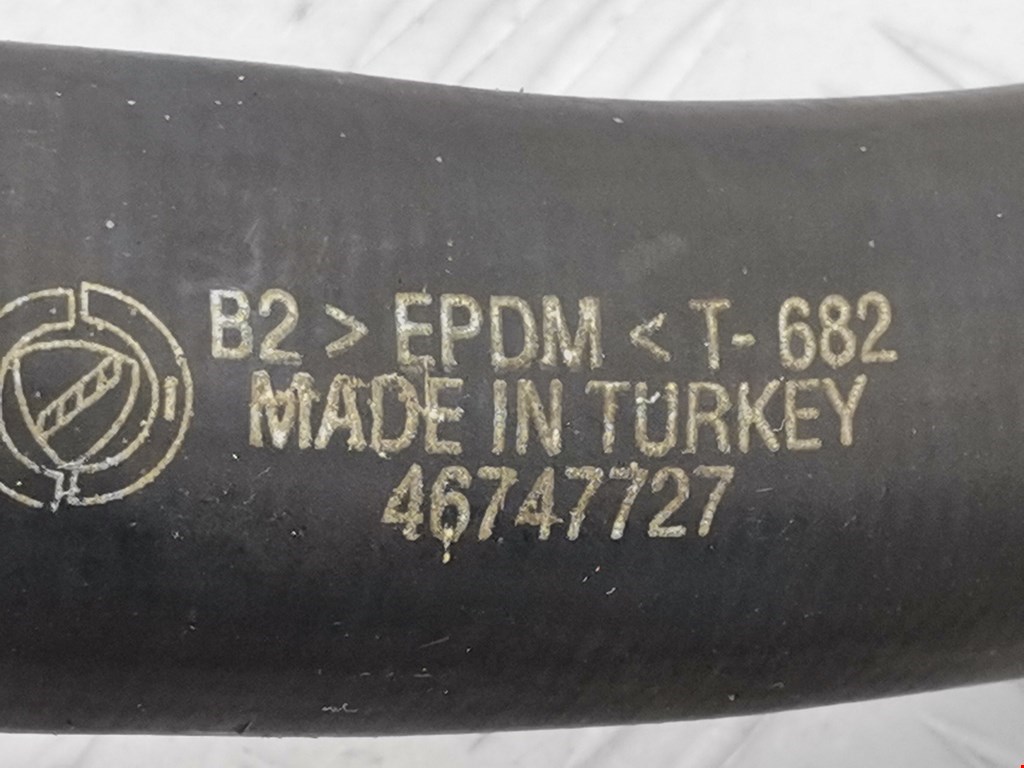 B2 > EPDM < T- 682
MADE IN TURKEY
46747727